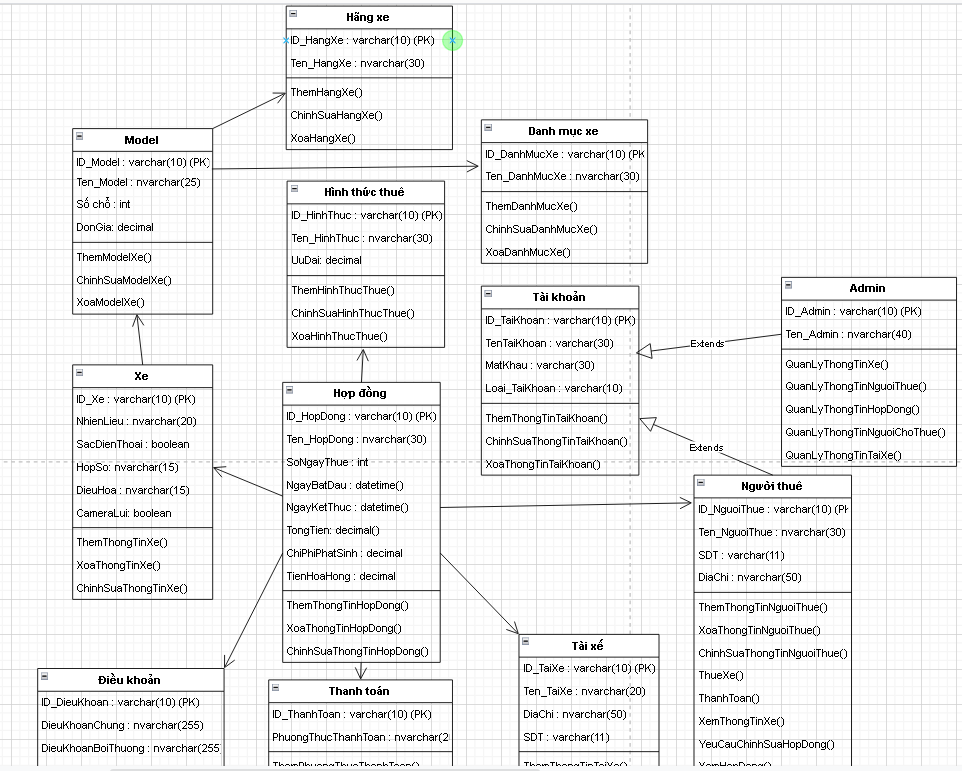 Hãng xe
ID_HangXe : varchar(10) (PK)
Ten_HangXe : nvarchar(30)
ThemHangXe()
ChinhSuaHangXe()
XoaHangXe()
Model
ID_Model : varchar(10) (PK)
Ten_Model : nvarchar(25)
Số chỗ : int
DonGia: decimal
ThemModelXe()
ChinhSuaModelXe()
XoaModelXe()
Danh mục xe
ID_DanhMucXe : varchar(10) (PK
Ten_DanhMucXe : nvarchar(30)
ThemDanhMucXe()
ChinhSuaDanhMucXe()
XoaDanhMucXe()
Hình thức thuê
ID_HinhThuc : varchar(10) (PK)
Ten_HinhThuc : nvarchar(30)
UuDai: decimal
ThemHinhThucThue()
ChinhSuaHinhThucThue()
XoaHinhThucThue()
Tài khoản
ID_TaiKhoan : varchar(10) (PK)
TenTaiKhoan : varchar(30)
MatKhau : varchar(30)
Loai_TaiKhoan : varchar(10)
ThemThongTinTaiKhoan()
ChinhSuaThongTinTaiKhoan()
XoaThongTinTaiKhoan()
Extends
Admin
ID_Admin : varchar(10) (PK)
Ten_Admin : nvarchar(40)
QuanLyThongTinXe()
QuanLyThongTinNguoiThue()
QuanLyThongTinHopDong()
QuanLyThongTinNguoiChoThue()
QuanLyThongTinTaiXe()
Extends
Xe
ID_Xe : varchar(10) (PK)
NhienLieu : nvarchar(20)
SacDienThoai : boolean
HopSo: nvarchar(15)
DieuHoa : nvarchar(15)
CameraLui: boolean
ThemThongTinXe()
XoaThongTinXe()
ChinhSuaThongTinXe()
Hợp đồng
ID_HopDong : varchar(10) (PK)
Ten_HopDong : nvarchar(30)
SoNgayThue : int
NgayBatDau : datetime()
NgayKetThuc : datetime()
TongTien: decimal()
ChiPhiPhatSinh : decimal
TienHoaHong : decimal
ThemThongTinHopDong()
XoaThongTinHopDong()
ChinhSuaThongTinHopDong()
Người thuê
ID_NguoiThue : varchar(10) (PK
Ten_NguoiThue : nvarchar(30)
SDT : varchar(11)
DiaChi : nvarchar(50)
ThemThongTinNguoiThue()
XoaThongTinNguoiThue()
ChinhSuaThongTinNguoiThue()
ThueXe()
ThanhToan()
XemThongTinXe()
YeuCauChinhSuaHopDong()
XemHopDong()
Điều khoản
ID_DieuKhoan : varchar(10) (PK)
DieuKhoanChung : nvarchar(255)
DieuKhoanBoiThuong : nvarchar(255
Thanh toán
ID_ThanhToan : varchar(10) (PK)
PhuongThucThanhToan : nvarchar(2
ThemPhuongThucThanhToan()
Tài xế
ID_TaiXe : varchar(10) (PK)
Ten_TaiXe : nvarchar(20)
DiaChi : nvarchar(50)
SDT : varchar(11)
ThemThongTinTaiXe()